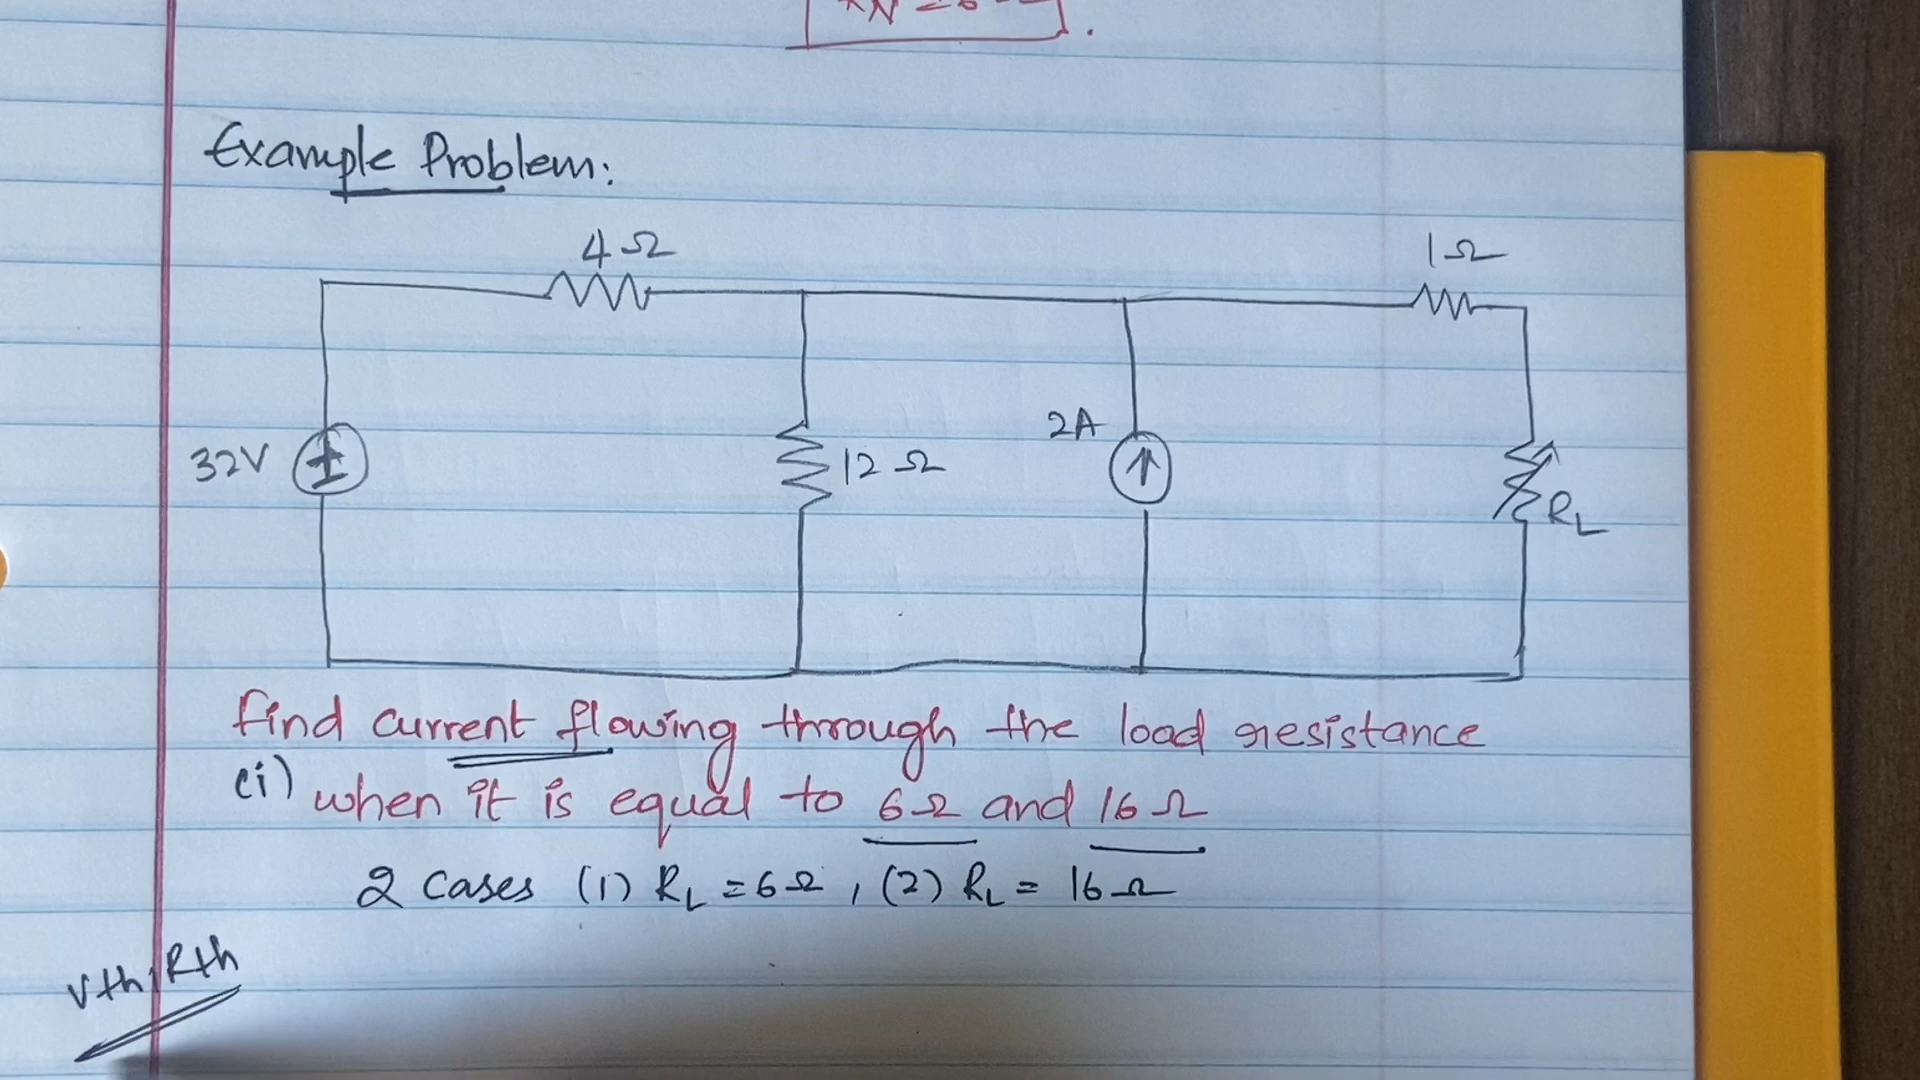 Example Problem:
4Ω
1Ω
32V
12Ω
2A
RL
find current flowing through the load resistance
(i) when it is equal to 6Ω and 16Ω
2 Cases (1) RL = 6Ω, (2) RL = 16Ω
Vth, Rth